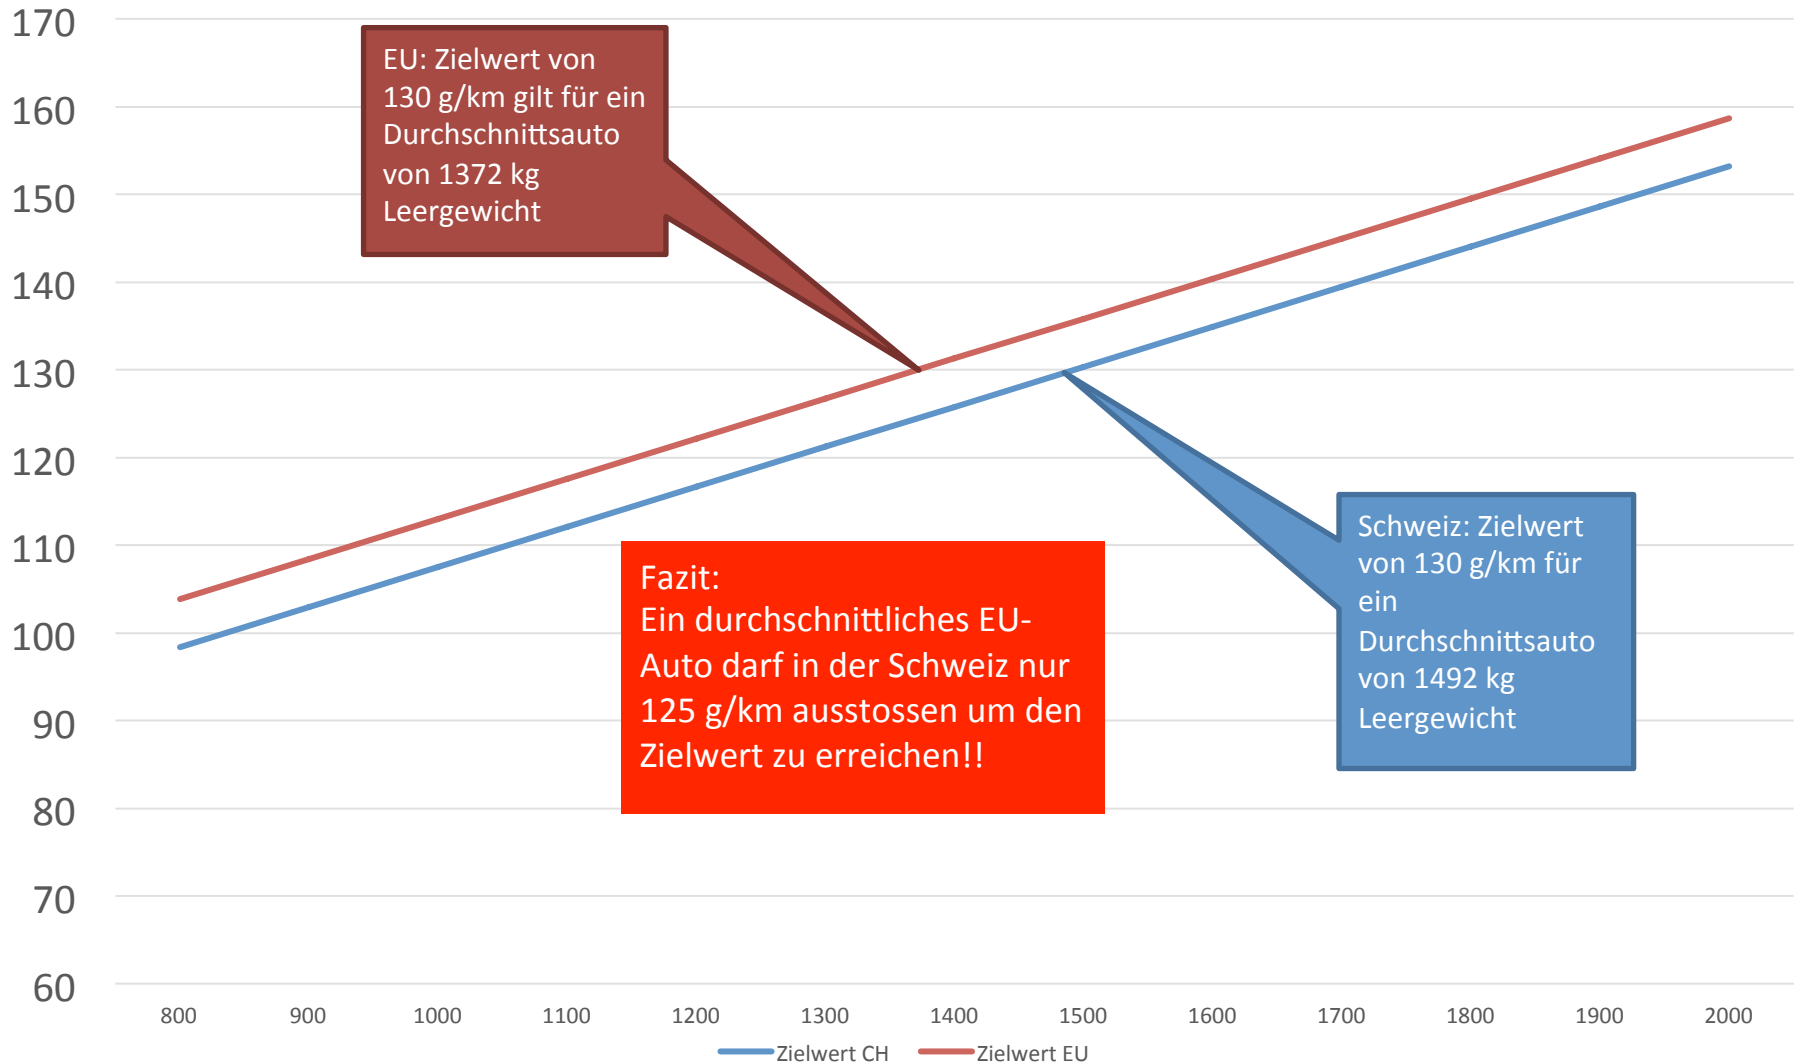 170
160
150
140
130
120
110
100
90
80
70
60
EU: Zielwert von
130 g/km gilt für ein
Durchschnittsauto
von 1372 kg
Leergewicht
Fazit:
Ein durchschnittliches EU-
Auto darf in der Schweiz nur
125 g/km ausstossen um den
Zielwert zu erreichen!!
Schweiz: Zielwert
von 130 g/km für
ein
Durchschnittsauto
von 1492 kg
Leergewicht
800 900 1000 1100 1200 1300 1400 1500 1600 1700 1800 1900 2000
Zielwert CH Zielwert EU